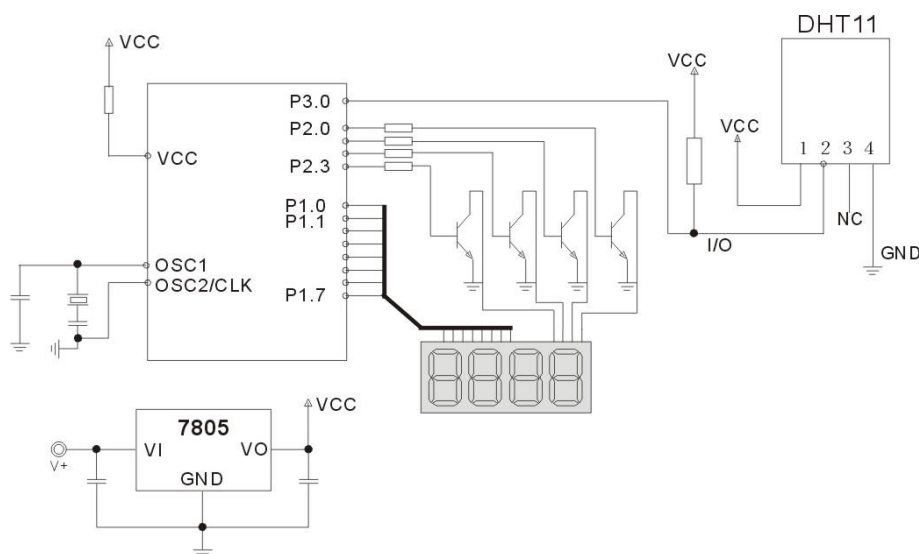 DHT11
VCC
VCC
P3.0
P2.0
VCC
VCC
P2.3
1 2 3 4
P1.0
P1.1
NC
I/O
GND
OSC1
OSC2/CLK
P1.7
8888
VCC
7805
VI
VO
V+
GND